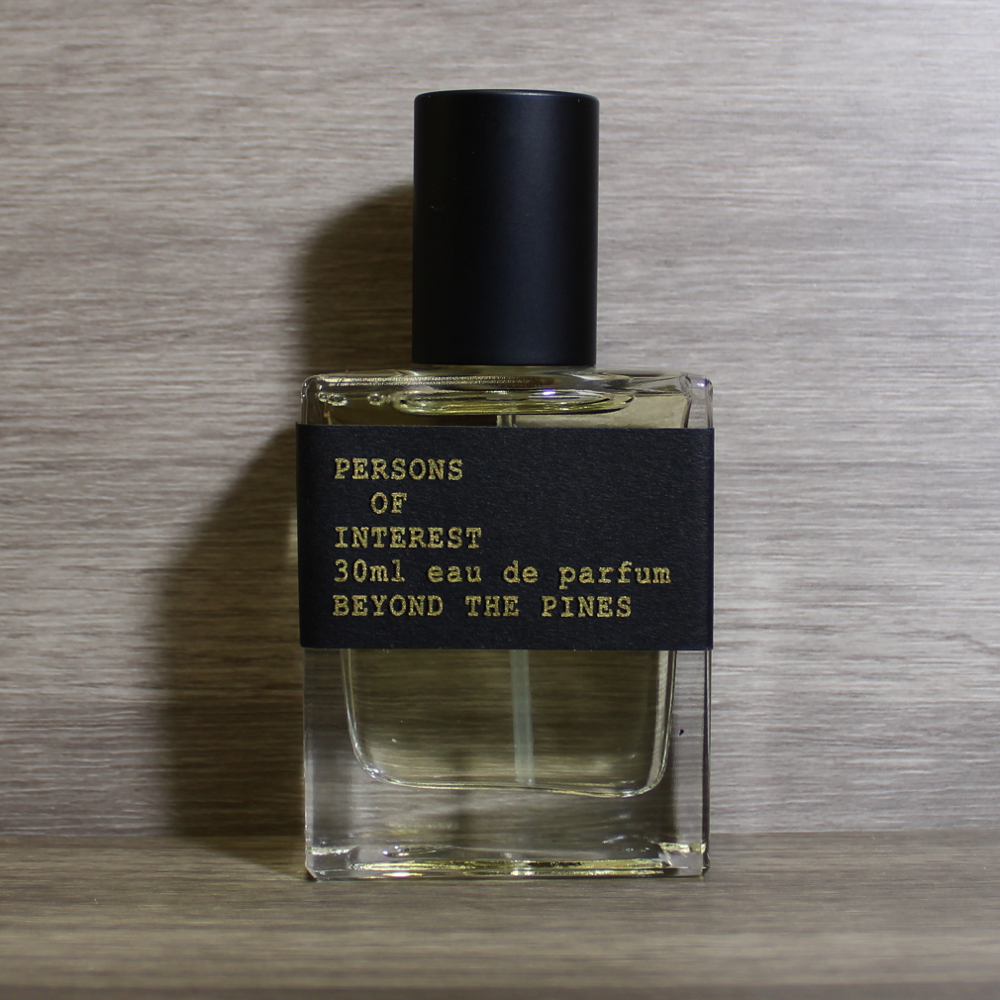 PERSONS
OF
INTEREST
30ml eau de parfum
BEYOND THE PINES